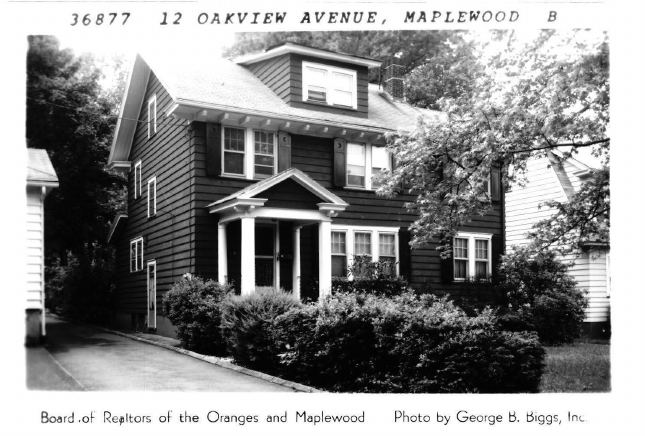 36877 12 OAKVIEW AVENUE, MAPLEWOOD B
Board of Realtors of the Oranges and Maplewood Photo by George B. Biggs, Inc.